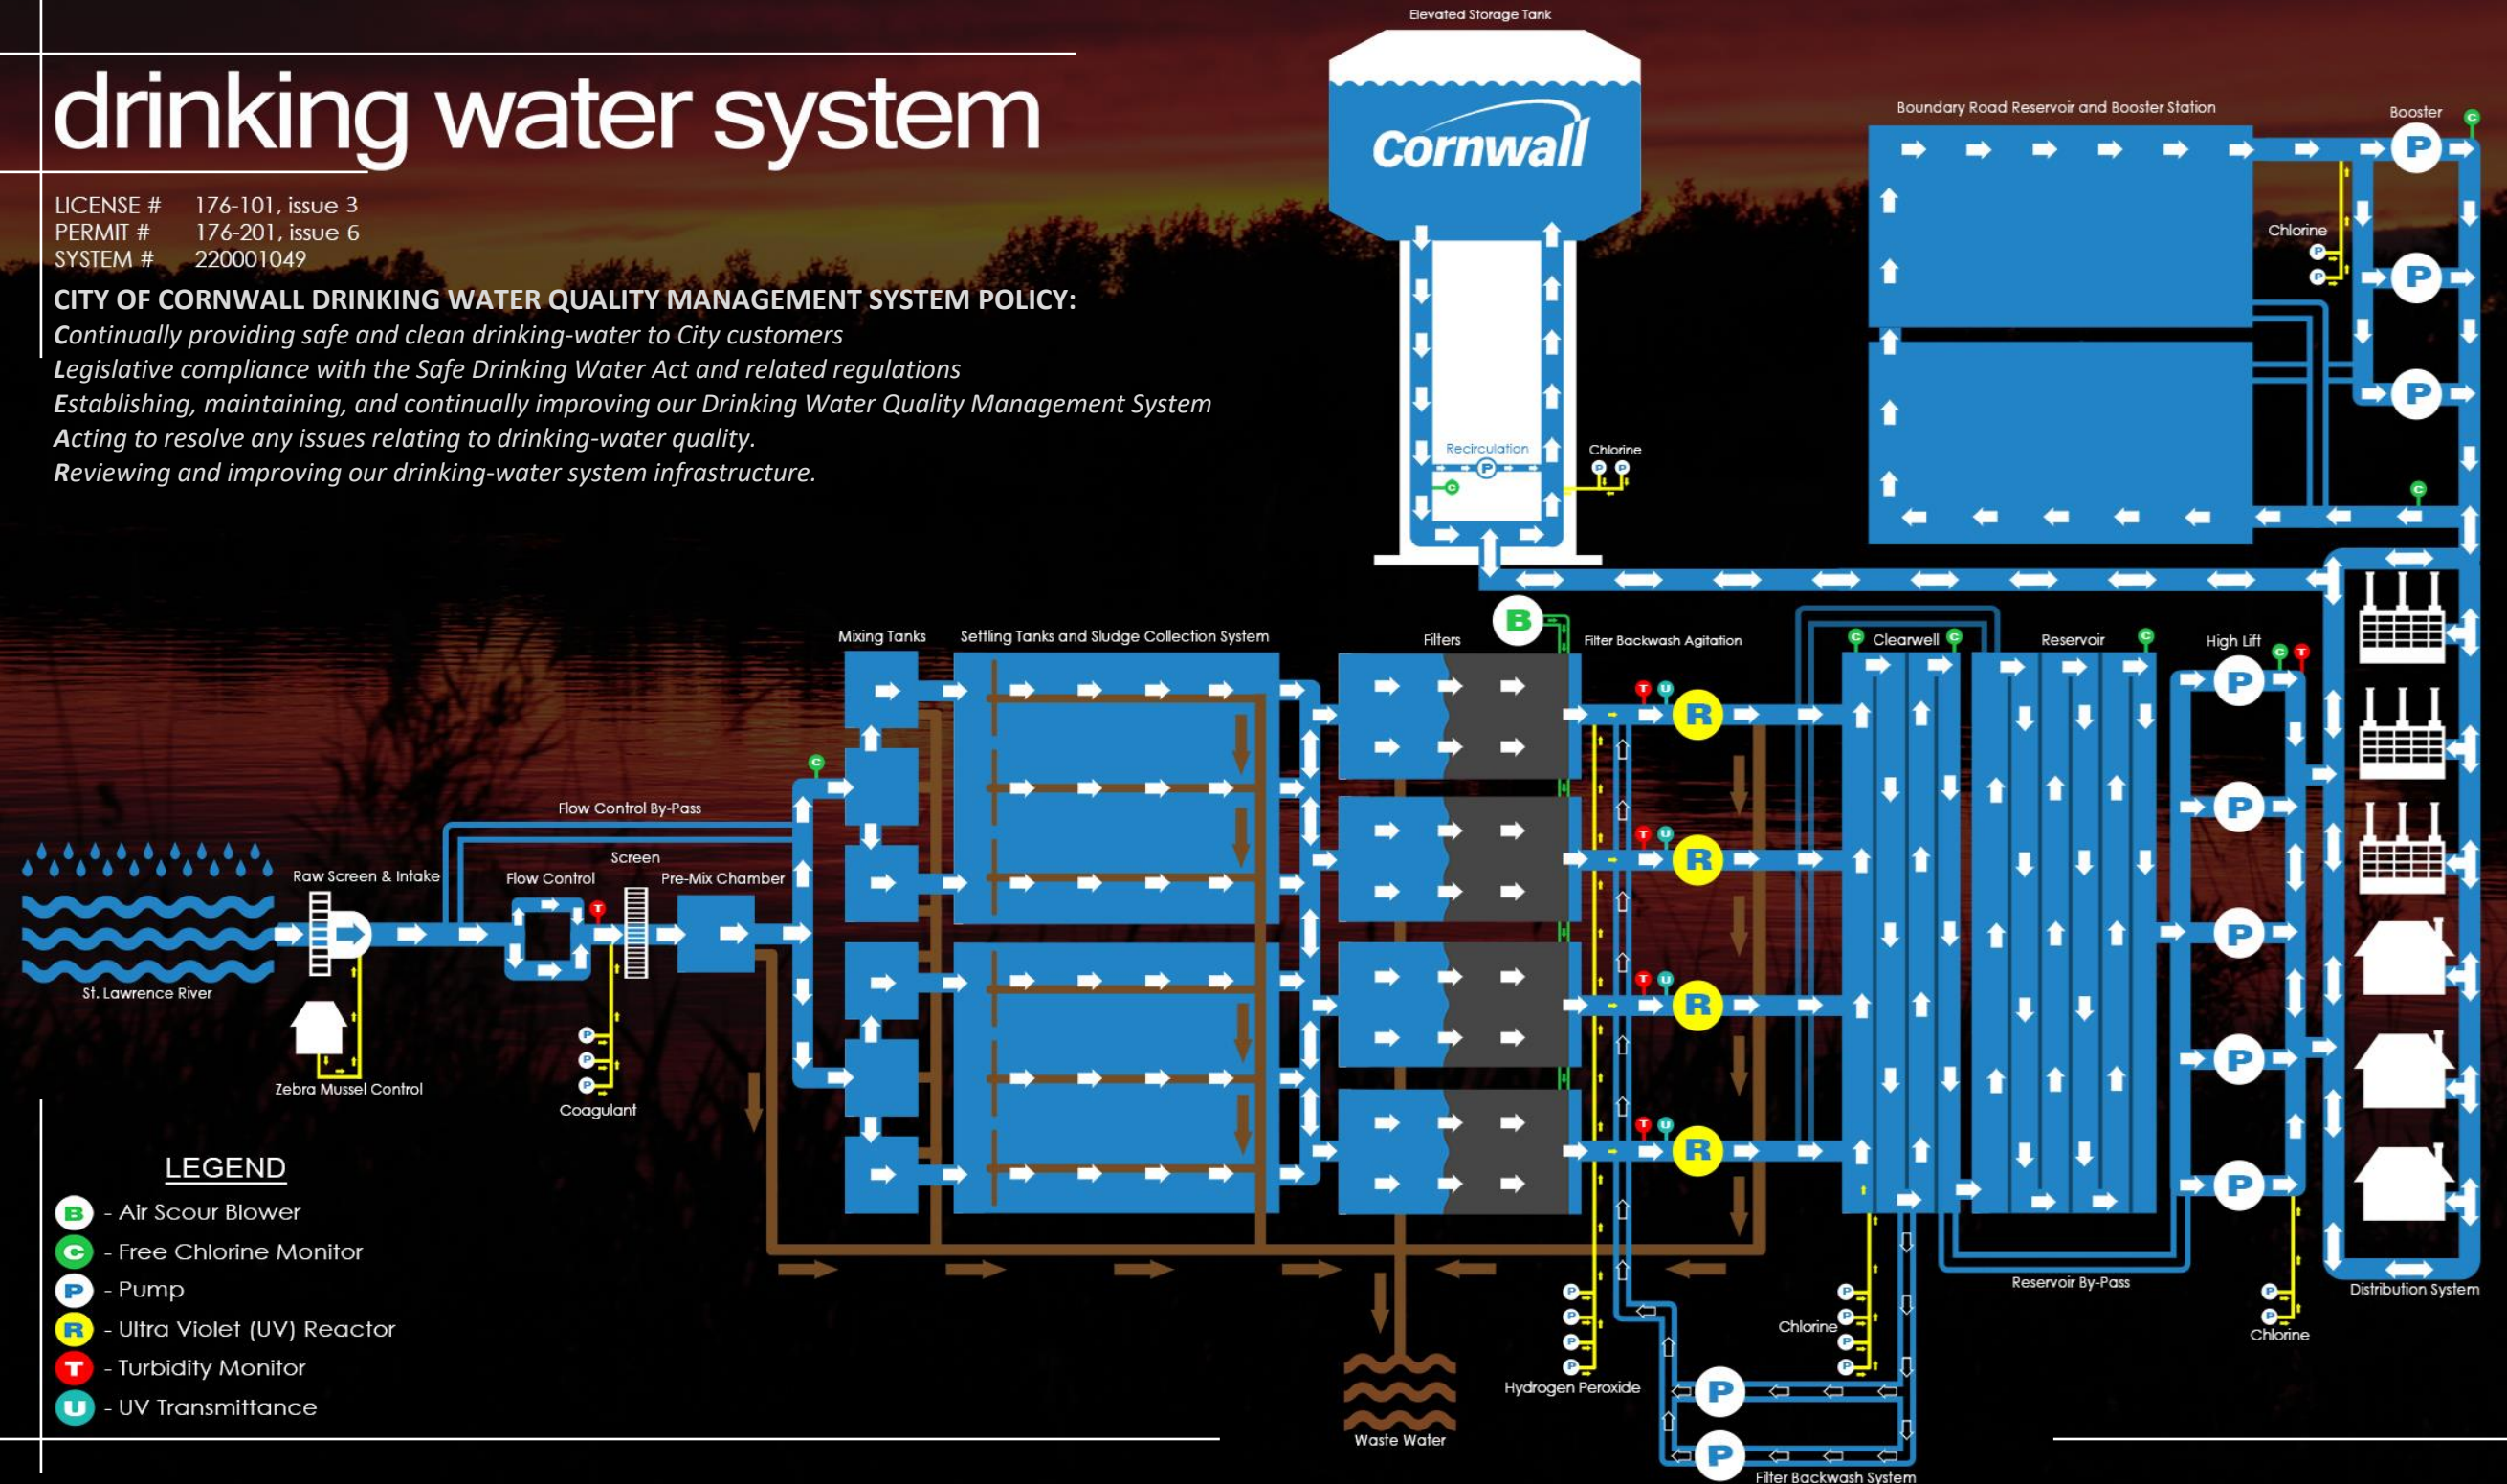 Elevated Storage Tank
drinking water system
Cornwall
Boundary Road Reservoir and Booster Station
Booster
C
P
LICENSE # 176-101, issue 3
PERMIT # 176-201, issue 6
SYSTEM # 220001049
Chlorine
P
P
P
CITY OF CORNWALL DRINKING WATER QUALITY MANAGEMENT SYSTEM POLICY:
Continually providing safe and clean drinking-water to City customers
Legislative compliance with the Safe Drinking Water Act and related regulations
Establishing, maintaining, and continually improving our Drinking Water Quality Management System
P
Acting to resolve any issues relating to drinking-water quality.
Reviewing and improving our drinking-water system infrastructure.
Recirculation
P
C
Chlorine
P P
C
B
Mixing Tanks
Settling Tanks and Sludge Collection System
Filters
Filter Backwash Agitation
C Clearwell C
Reservoir
C
High Lift
C T
P
T U
R
C
Flow Control By-Pass
P
T U
R
Raw Screen & Intake
Flow Control
Screen
Pre-Mix Chamber
T
P
St. Lawrence River
T U
R
Zebra Mussel Control
P
P
P
Coagulant
P
T U
R
P
LEGEND
B - Air Scour Blower
C - Free Chlorine Monitor
P - Pump
R - Ultra Violet (UV) Reactor
T - Turbidity Monitor
U - UV Transmittance
Waste Water
P
P
P
P
Hydrogen Peroxide
P
P
P
P
Chlorine
Reservoir By-Pass
P
P
Chlorine
Distribution System
P
P
Filter Backwash System